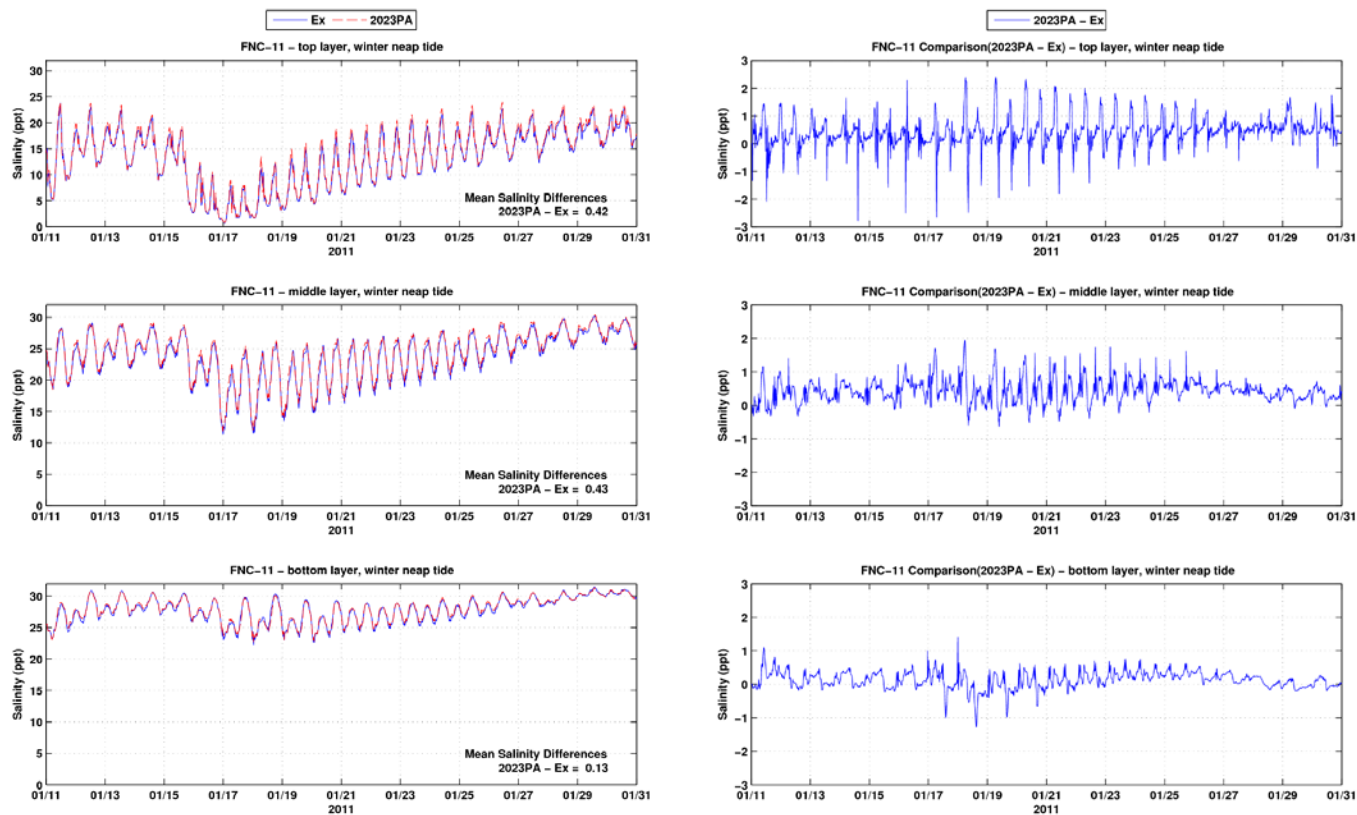 Ex 2023PA
FNC−11 − top layer, winter neap tide
Salinity (ppt)
30
25
20
15
10
5
0
Mean Salinity Differences
2023PA − Ex = 0.42
01/11 01/13 01/15 01/17 01/19 01/21 01/23 01/25 01/27 01/29 01/31
2011
2023PA − Ex
FNC−11 Comparison(2023PA − Ex) − top layer, winter neap tide
Salinity (ppt)
3
2
1
0
−1
−2
−3
01/11 01/13 01/15 01/17 01/19 01/21 01/23 01/25 01/27 01/29 01/31
2011
FNC−11 − middle layer, winter neap tide
Salinity (ppt)
30
25
20
15
10
5
0
Mean Salinity Differences
2023PA − Ex = 0.43
01/11 01/13 01/15 01/17 01/19 01/21 01/23 01/25 01/27 01/29 01/31
2011
FNC−11 Comparison(2023PA − Ex) − middle layer, winter neap tide
Salinity (ppt)
3
2
1
0
−1
−2
−3
01/11 01/13 01/15 01/17 01/19 01/21 01/23 01/25 01/27 01/29 01/31
2011
FNC−11 − bottom layer, winter neap tide
Salinity (ppt)
30
25
20
15
10
5
0
Mean Salinity Differences
2023PA − Ex = 0.13
01/11 01/13 01/15 01/17 01/19 01/21 01/23 01/25 01/27 01/29 01/31
2011
FNC−11 Comparison(2023PA − Ex) − bottom layer, winter neap tide
Salinity (ppt)
3
2
1
0
−1
−2
−3
01/11 01/13 01/15 01/17 01/19 01/21 01/23 01/25 01/27 01/29 01/31
2011